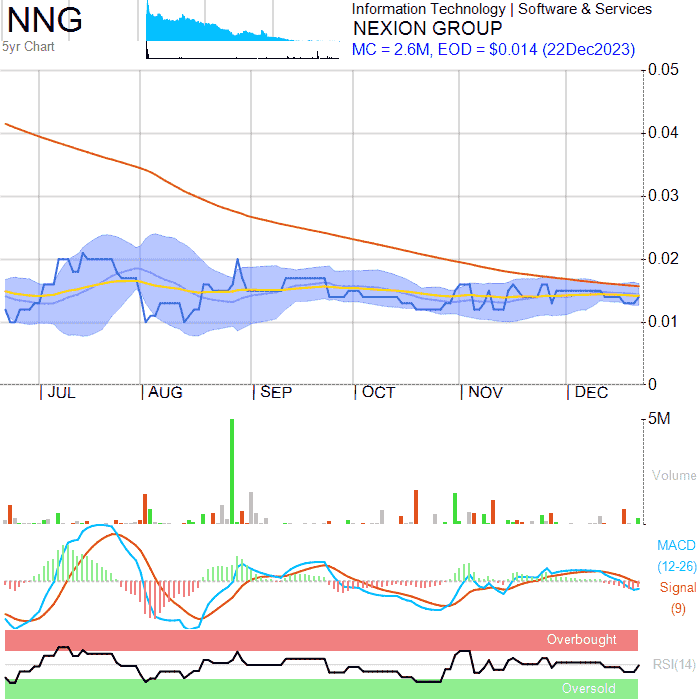 NNG
5yr Chart
Information Technology | Software & Services
NEXION GROUP
MC = 2.6M, EOD = $0.014 (22Dec2023)
0.05
0.04
0.03
0.02
0.01
0
JUL AUG SEP OCT NOV DEC
5M
Volume
MACD
(12-26)
Signal
(9)
Overbought
RSI(14)
Oversold